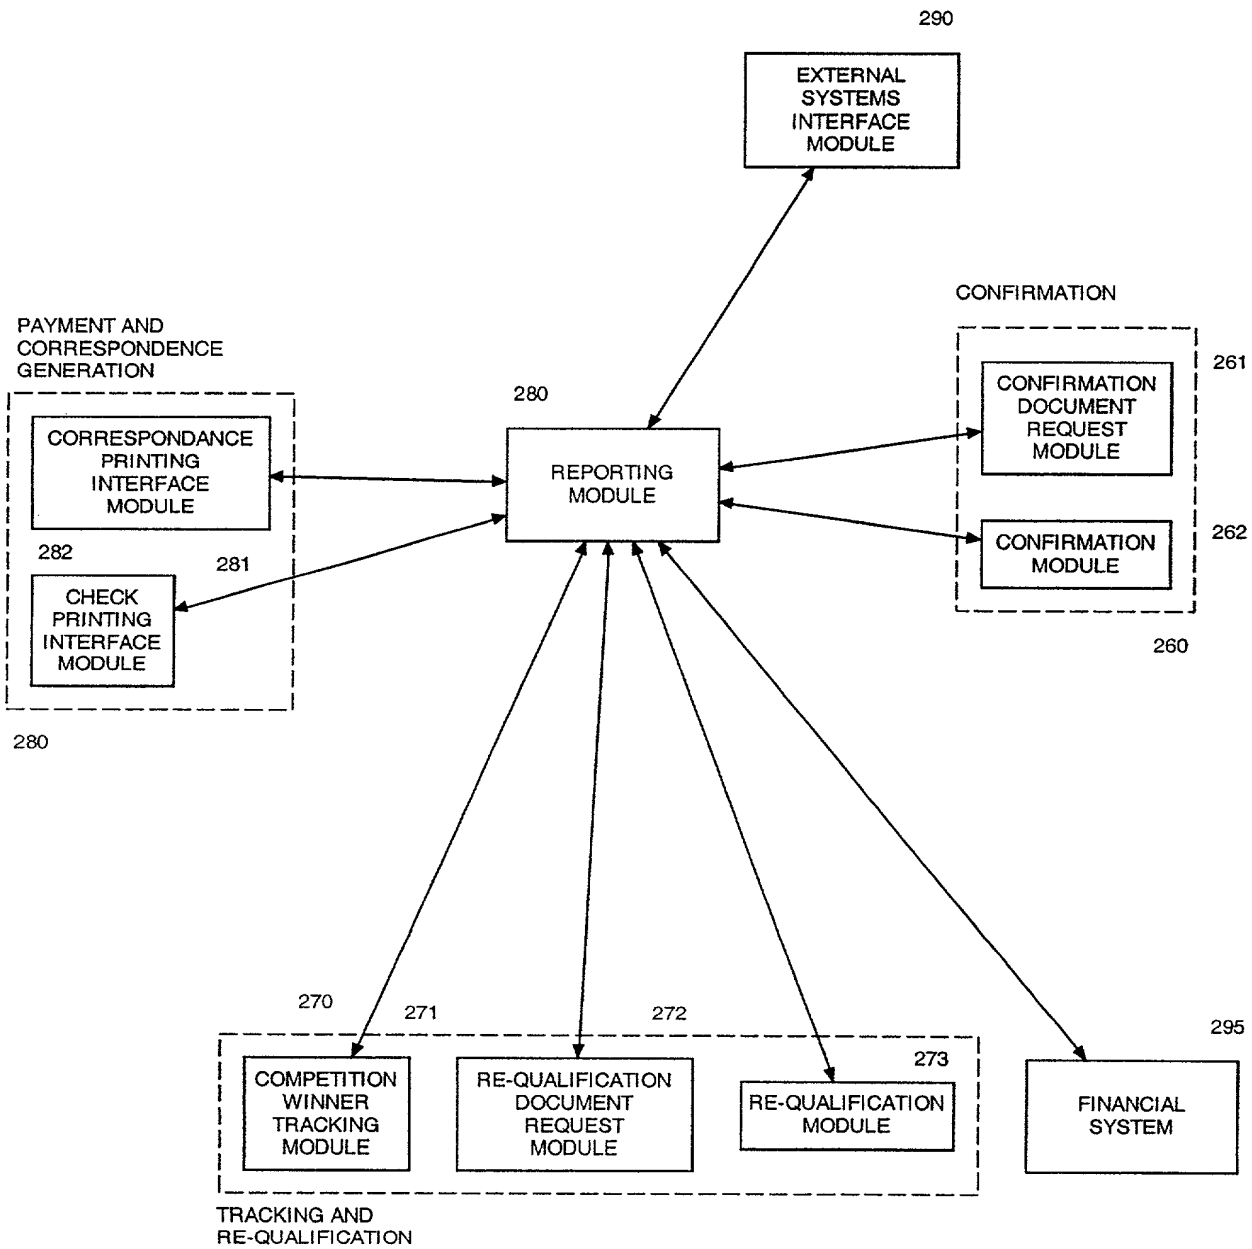 290
EXTERNAL
SYSTEMS
INTERFACE
MODULE
CONFIRMATION
PAYMENT AND
CORRESPONDENCE
GENERATION
261
CONFIRMATION
DOCUMENT
REQUEST
MODULE
280
REPORTING
MODULE
CORRESPONDANCE
PRINTING
INTERFACE
MODULE
262
CONFIRMATION
MODULE
282
281
CHECK
PRINTING
INTERFACE
MODULE
260
280
270
271
272
273
295
COMPETITION
WINNER
TRACKING
MODULE
RE-QUALIFICATION
DOCUMENT
REQUEST
MODULE
RE-QUALIFICATION
MODULE
FINANCIAL
SYSTEM
TRACKING AND
RE-QUALIFICATION